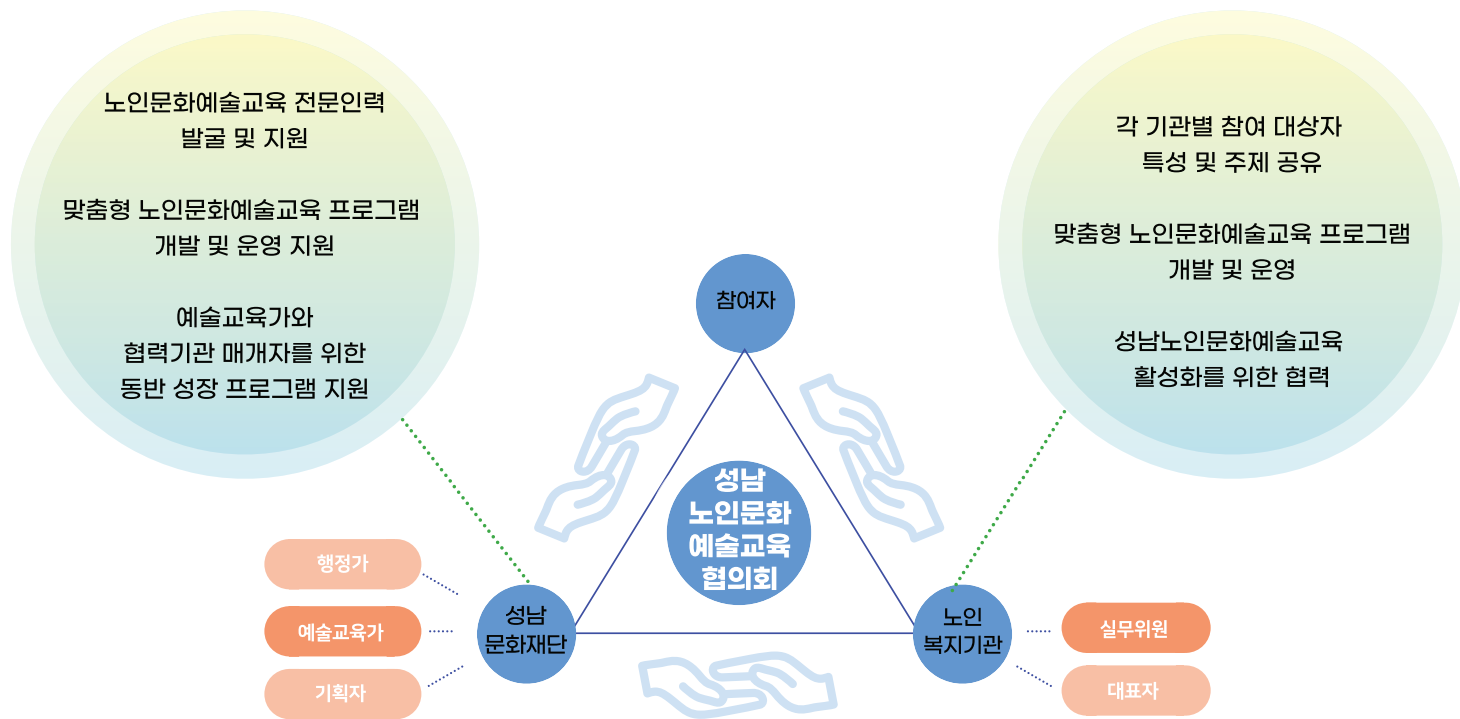 노인문화예술교육 전문인력
발굴 및 지원
맞춤형 노인문화예술교육 프로그램
개발 및 운영 지원
예술교육가와
협력기관 매개자를 위한
동반 성장 프로그램 지원
각 기관별 참여 대상자
특성 및 주제 공유
맞춤형 노인문화예술교육 프로그램
개발 및 운영
성남노인문화예술교육
활성화를 위한 협력
참여자
성남
노인문화
예술교육
협의회
행정가
예술교육가
기획자
성남
문화재단
노인
복지기관
실무위원
대표자